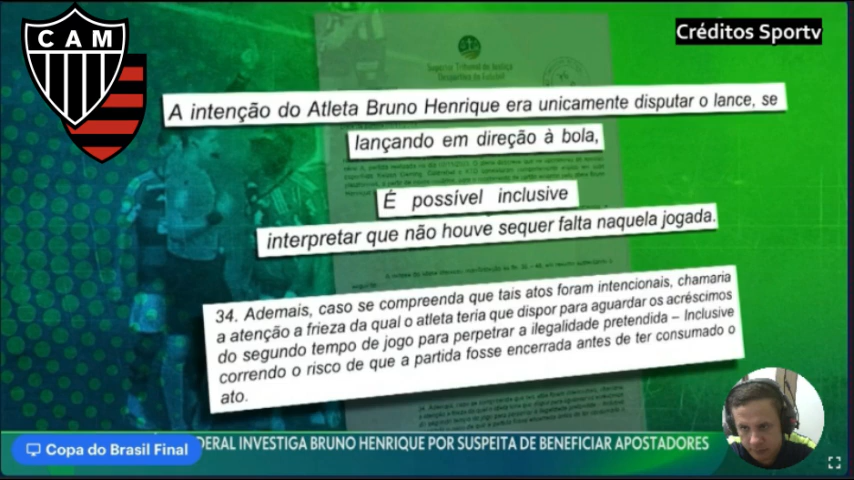 CAM
Créditos Sportv
Superior Tribunal de Justiça
Desportiva do Futebol
A intenção do Atleta Bruno Henrique era unicamente disputar o lance, se
lançando em direção à bola,
É possível inclusive
interpretar que não houve sequer falta naquela jogada.
34. Ademais, caso se compreenda que tais atos foram intencionais, chamaria
a atenção a frieza da qual o atleta teria que dispor para aguardar os acréscimos
do segundo tempo de jogo para perpetrar a ilegalidade pretendida – Inclusive
correndo o risco de que a partida fosse encerrada antes de ter consumado o
ato.
Copa do Brasil Final
DERAL INVESTIGA BRUNO HENRIQUE POR SUSPEITA DE BENEFICIAR APOSTADORES